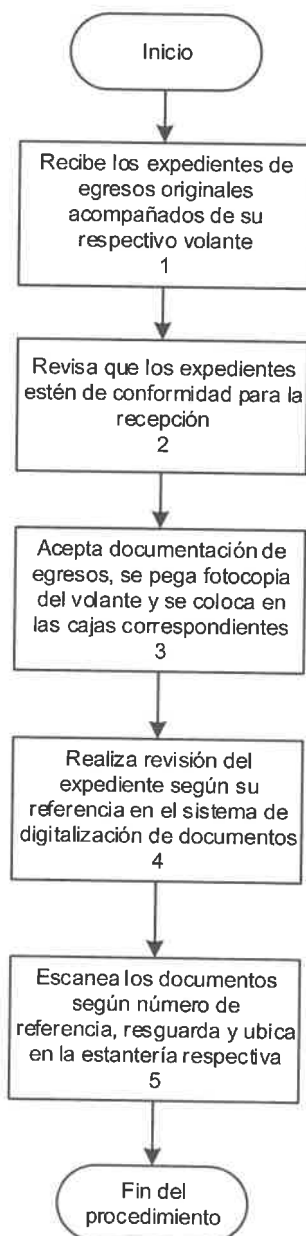 Inicio
Recibe los expedientes de
egresos originales
acompañados de su
respectivo volante
1
Revisa que los expedientes
estén de conformidad para la
recepción
2
Acepta documentación de
egresos, se pega fotocopia
del volante y se coloca en
las cajas correspondientes
3
Realiza revisión del
expediente según su
referencia en el sistema de
digitalización de documentos
4
Escanea los documentos
según número de
referencia, resguarda y ubica
en la estantería respectiva
5
Fin del
procedimiento